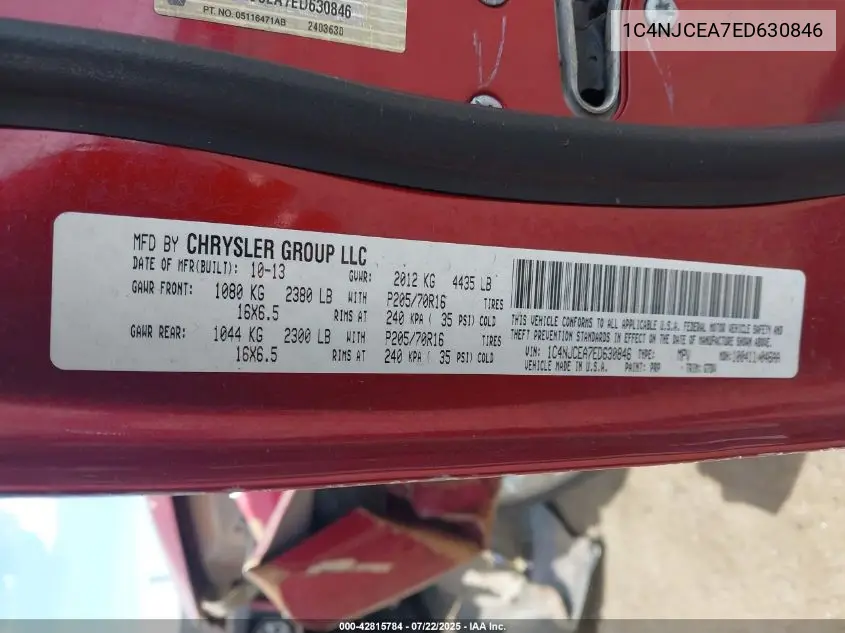 EA7ED630846
PT. NO. 05116471AB 2403630
1C4NJCEA7ED630846
MFD BY CHRYSLER GROUP LLC
DATE OF MFR(BUILT): 10-13 GVWR: 2012 KG 4435 LB
GAWR FRONT: 1080 KG 2380 LB WITH P205/70R16 TIRES
16X6.5 RIMS AT 240 KPA ( 35 PSI) COLD
GAWR REAR: 1044 KG 2300 LB WITH P205/70R16 TIRES
16X6.5 RIMS AT 240 KPA ( 35 PSI) COLD
THIS VEHICLE CONFORMS TO ALL APPLICABLE U.S.A. FEDERAL MOTOR VEHICLE SAFETY AND
THEFT PREVENTION STANDARDS IN EFFECT ON THE DATE OF MANUFACTURE SHOWN ABOVE.
VIN: 1C4NJCEA7ED630846 TYPE: MPV MDH:
VEHICLE MADE IN U.S.A. PAINT: PRP TRIM:
000-42815784 - 07/22/2025 - IAA Inc.